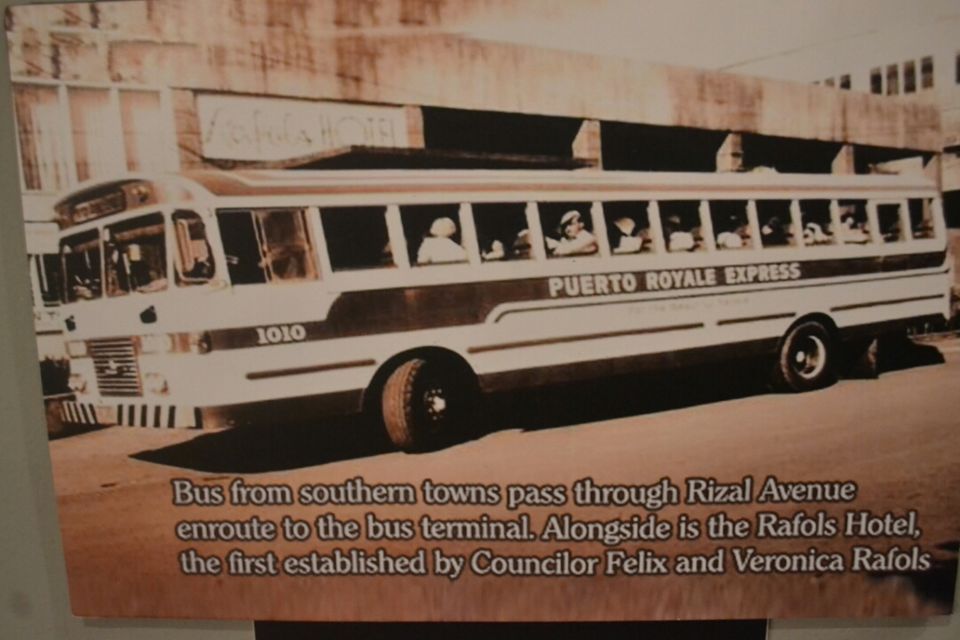 Rafols HOTEL
PUERTO ROYALE EXPRESS
1010
Bus from southern towns pass through Rizal Avenue
enroute to the bus terminal. Alongside is the Rafols Hotel,
the first established by Councilor Felix and Veronica Rafols